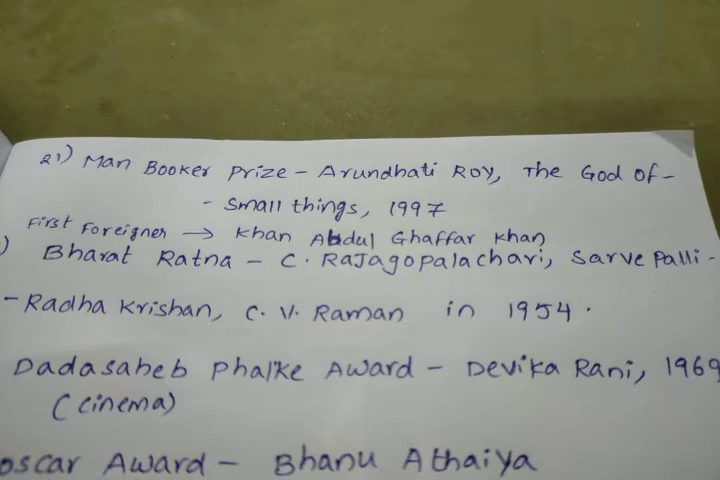 21) Man Booker Prize - Arundhati Roy, The God of -
- Small things, 1997
First Foreigner → Khan Abdul Ghaffar Khan
) Bharat Ratna - C. Rajagopalachari, Sarve Palli -
- Radha Krishan, C. V. Raman in 1954.
Dadasaheb Phalke Award - Devika Rani, 1969
(cinema)
oscar Award - Bhanu Athaiya